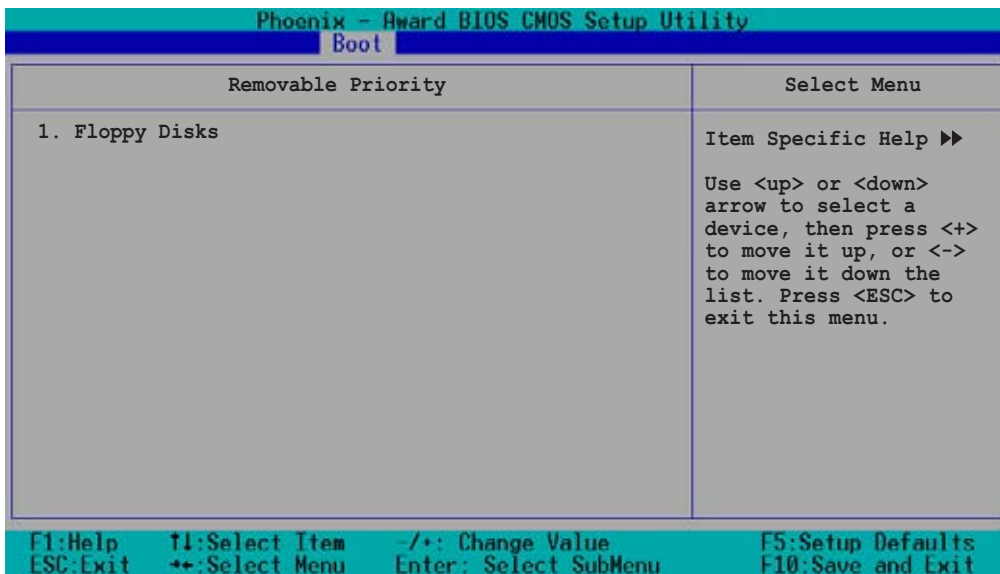 Phoenix - Award BIOS CMOS Setup Utility
Boot
Removable Priority
Select Menu
1. Floppy Disks
Item Specific Help ▶▶
Use <up> or <down>
arrow to select a
device, then press <+>
to move it up, or <->
to move it down the
list. Press <ESC> to
exit this menu.
F1:Help ↑↓:Select Item -/+: Change Value F5:Setup Defaults
ESC:Exit ←→:Select Menu Enter: Select SubMenu F10:Save and Exit